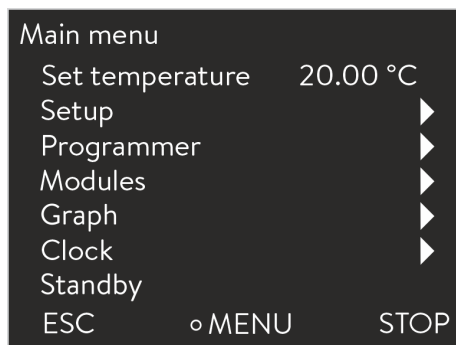 Main menu
Set temperature 20.00 °C
Setup
Programmer
Modules
Graph
Clock
Standby
ESC ○ MENU STOP